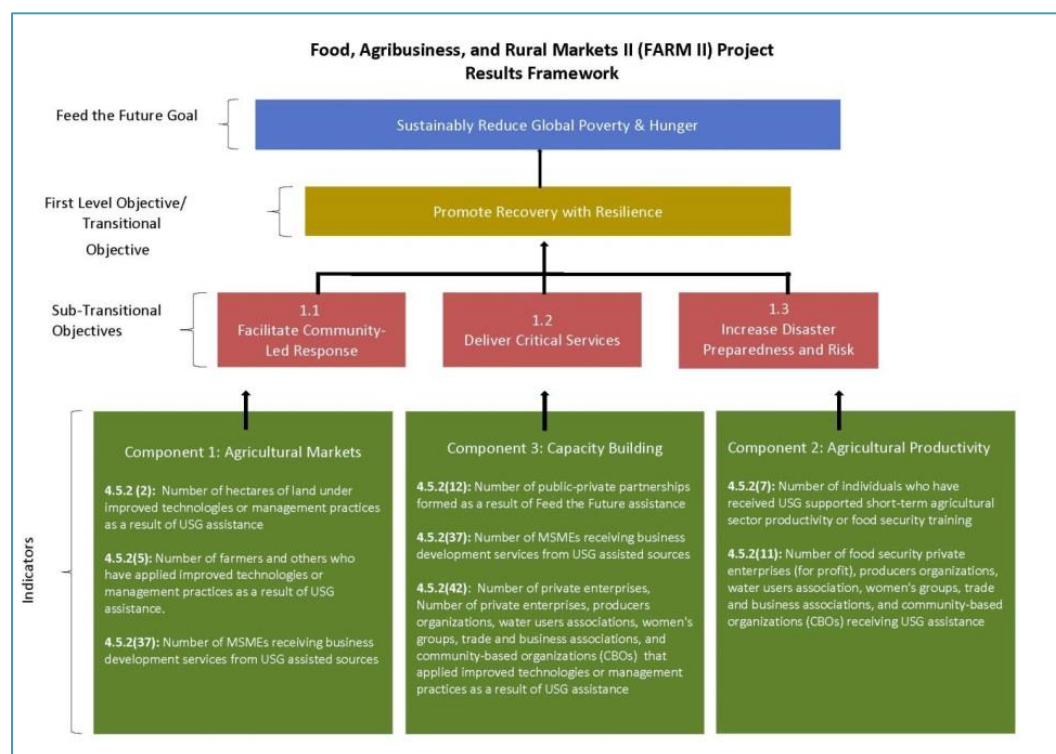 Food, Agribusiness, and Rural Markets II (FARM II) Project
Results Framework
Feed the Future Goal
Sustainably Reduce Global Poverty & Hunger
First Level Objective/
Transitional
Objective
Promote Recovery with Resilience
Sub-Transitional
Objectives
1.1
Facilitate Community-
Led Response
1.2
Deliver Critical Services
1.3
Increase Disaster
Preparedness and Risk
Indicators
Component 1: Agricultural Markets
4.5.2 (2): Number of hectares of land under
improved technologies or management practices
as a result of USG assistance
4.5.2(5): Number of farmers and others who
have applied improved technologies or
management practices as a result of USG
assistance.
4.5.2(37): Number of MSMEs receiving business
development services from USG assisted sources
Component 3: Capacity Building
4.5.2(12): Number of public-private partnerships
formed as a result of Feed the Future assistance
4.5.2(37): Number of MSMEs receiving business
development services from USG assisted sources
4.5.2(42): Number of private enterprises,
Number of private enterprises, producers
organizations, water users associations, women's
groups, trade and business associations, and
community-based organizations (CBOs) that
applied improved technologies or management
practices as a result of USG assistance
Component 2: Agricultural Productivity
4.5.2(7): Number of individuals who have
received USG supported short-term agricultural
sector productivity or food security training
4.5.2(11): Number of food security private
enterprises (for profit), producers organizations,
water users association, women's groups, trade
and business associations, and community-based
organizations (CBOs) receiving USG assistance